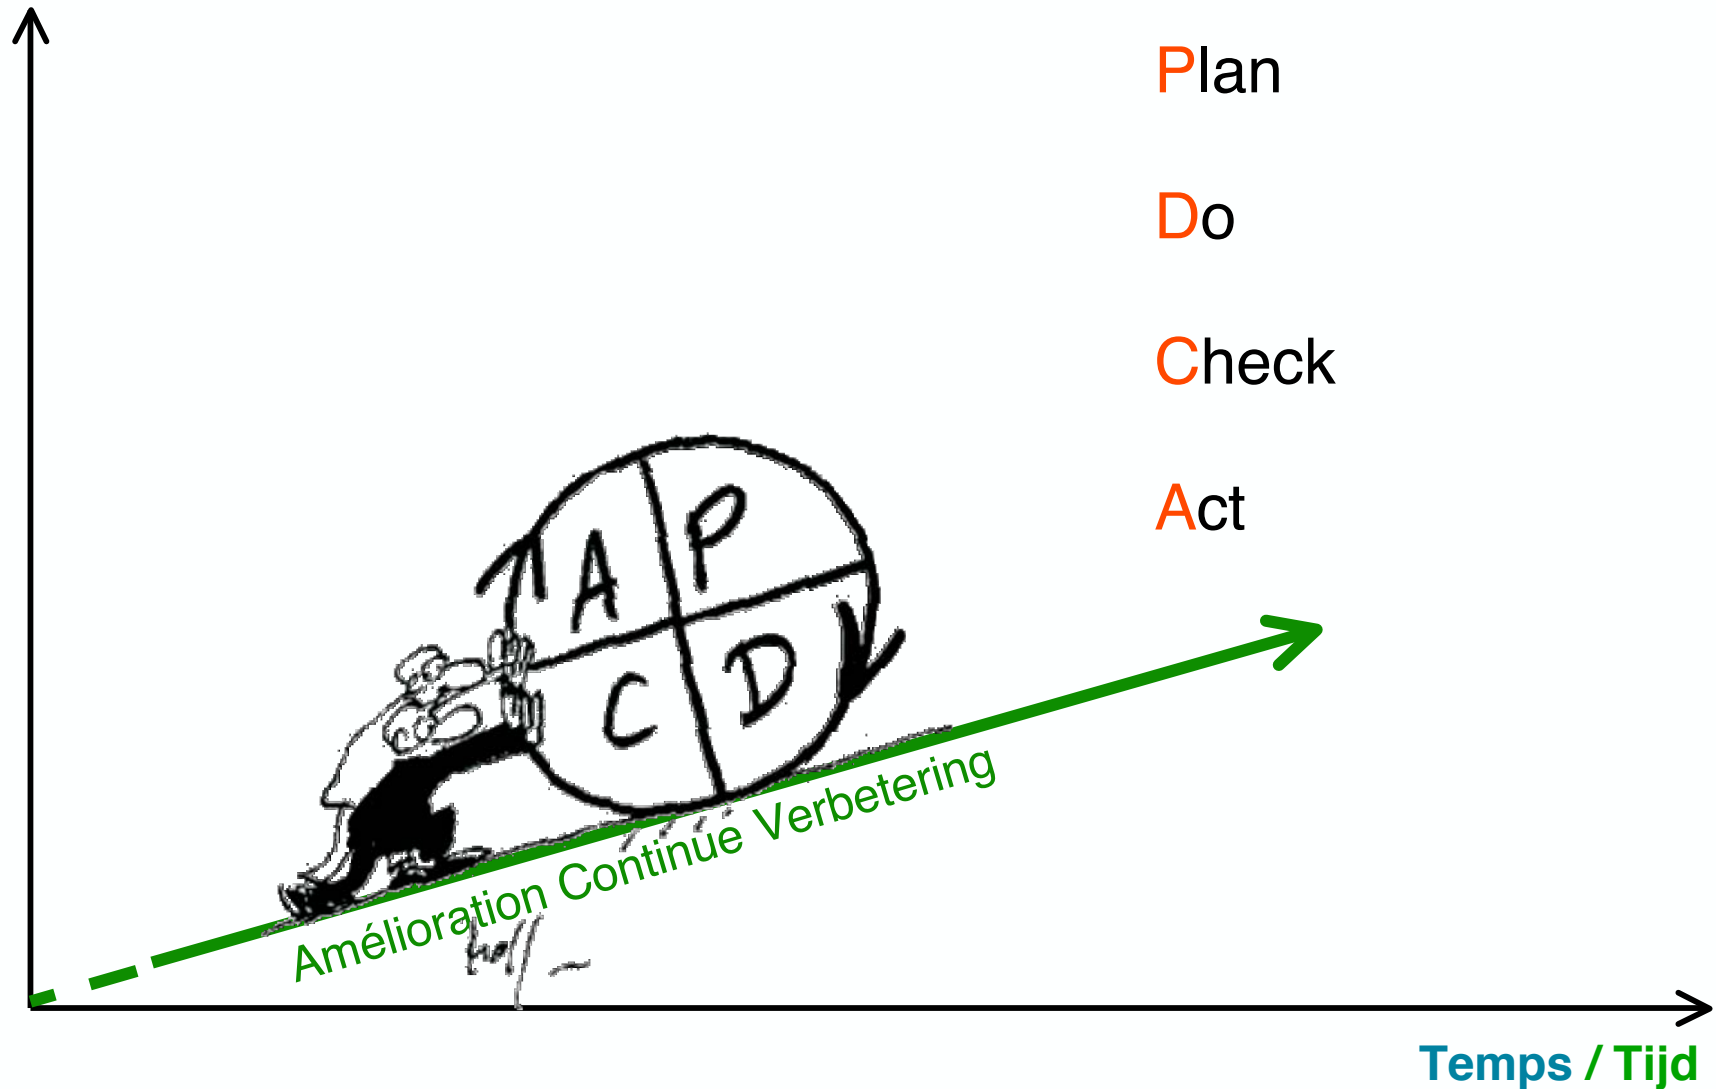 Plan
Do
Check
Act
A P
C D
Amélioration Continue Verbetering
Temps / Tijd